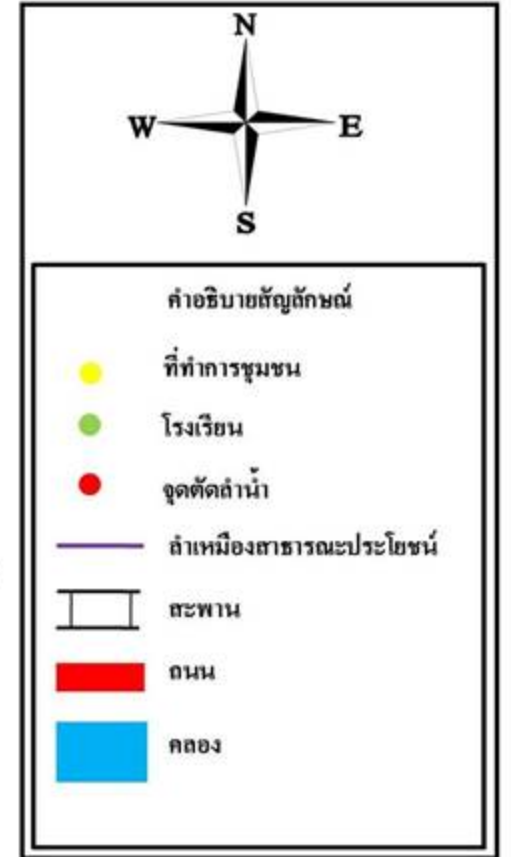 N
W E
S
คำอธิบายสัญลักษณ์
ที่ทำการชุมชน
โรงเรียน
จุดตัดลำน้ำ
ลำเหมืองสาธารณะประโยชน์
สะพาน
ถนน
คลอง